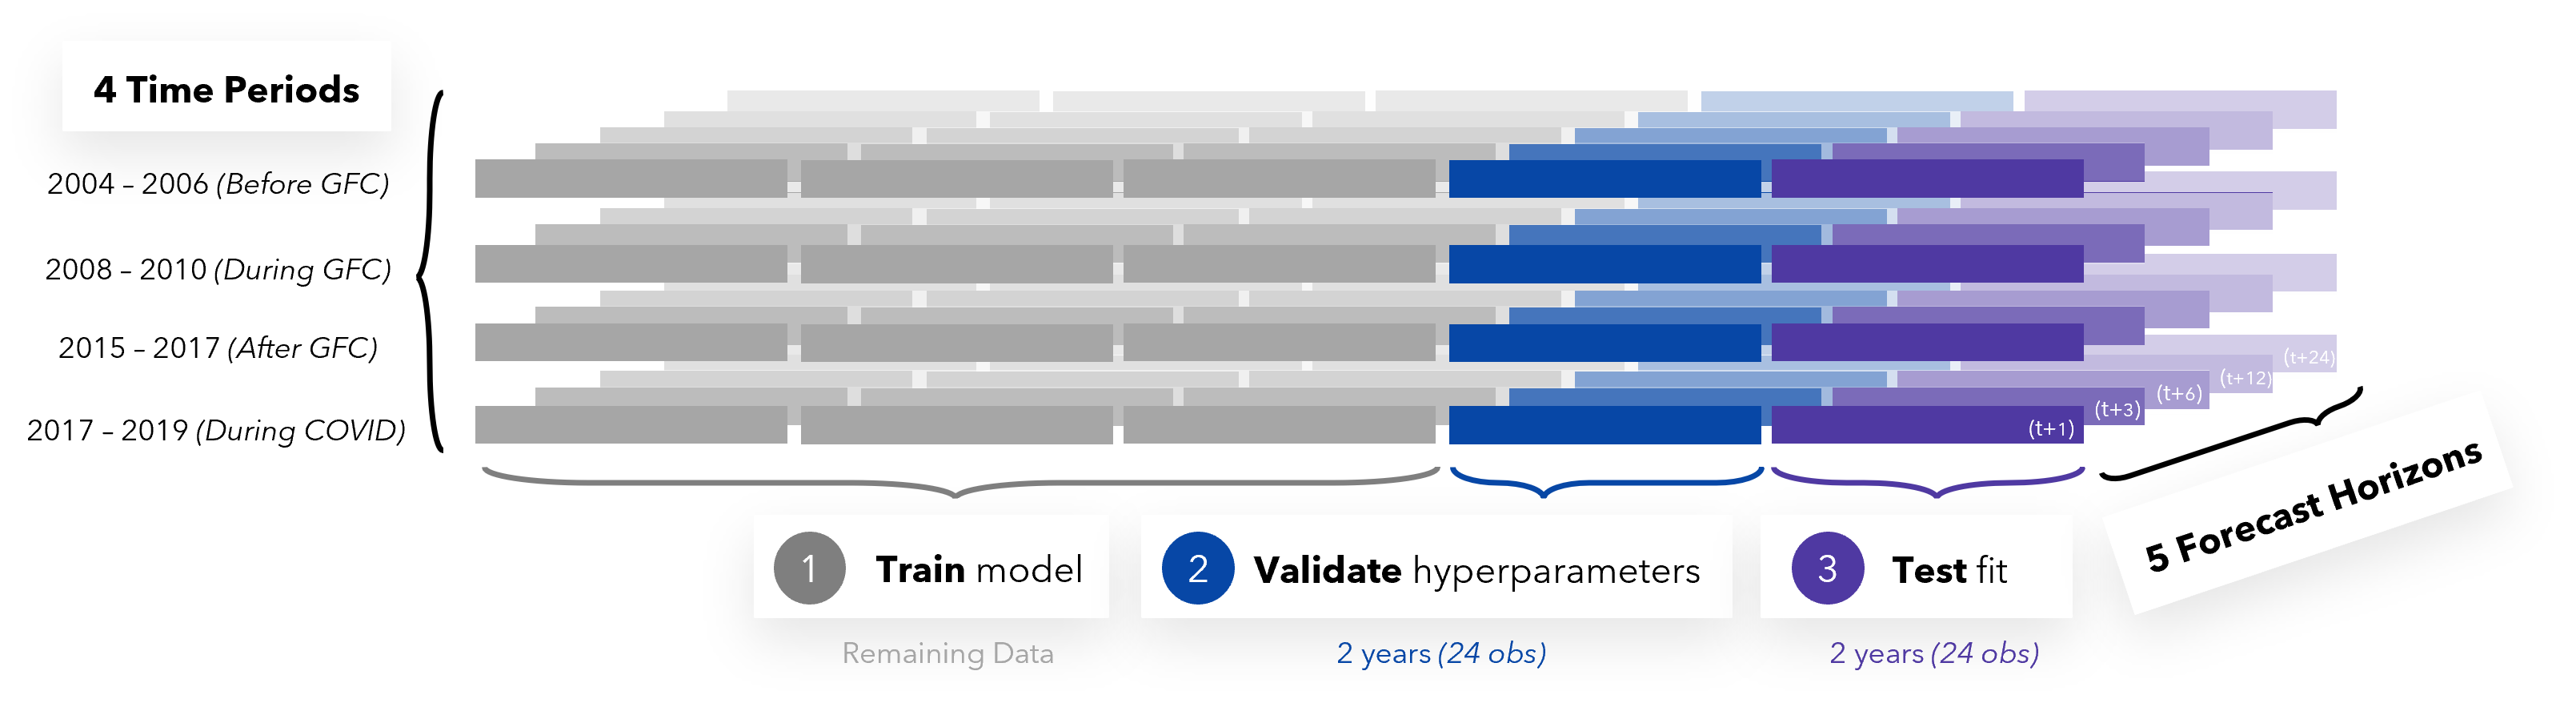 4 Time Periods
2004 – 2006 (Before GFC)
2008 – 2010 (During GFC)
2015 – 2017 (After GFC)
2017 – 2019 (During COVID)
(t+24)
(t+12)
(t+6)
(t+3)
(t+1)
5 Forecast Horizons
1 Train model
2 Validate hyperparameters
3 Test fit
Remaining Data
2 years (24 obs)
2 years (24 obs)